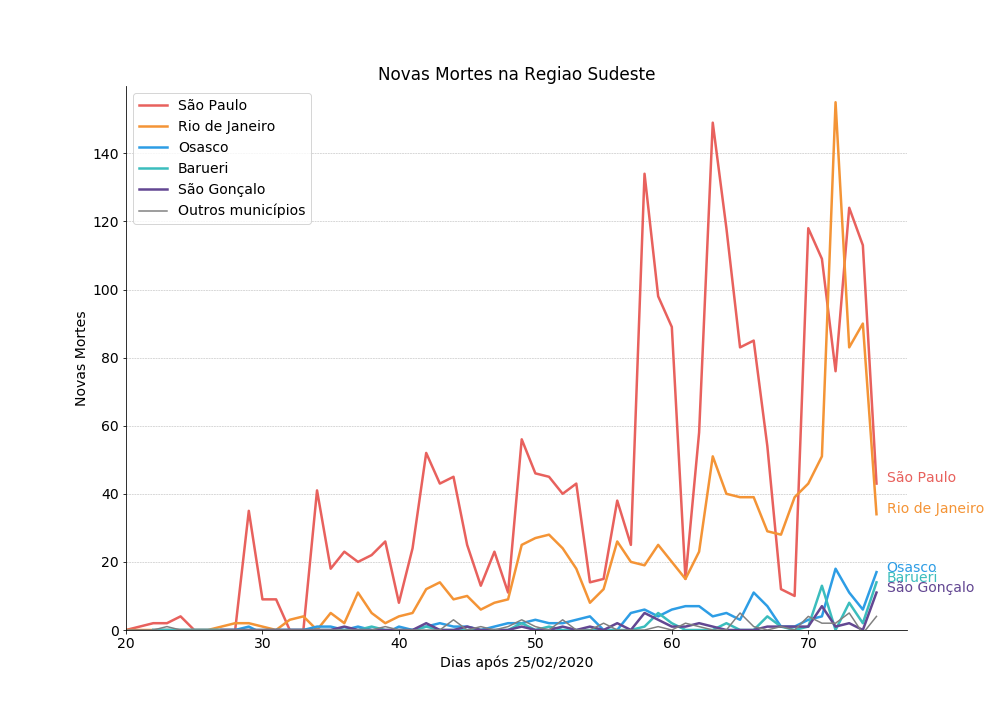 Novas Mortes na Regiao Sudeste
São Paulo
Rio de Janeiro
Osasco
Barueri
São Gonçalo
Outros municípios
140
120
100
80
60
40
20
0
Novas Mortes
São Paulo
Rio de Janeiro
Osasco
Barueri
São Gonçalo
20 30 40 50 60 70
Dias após 25/02/2020